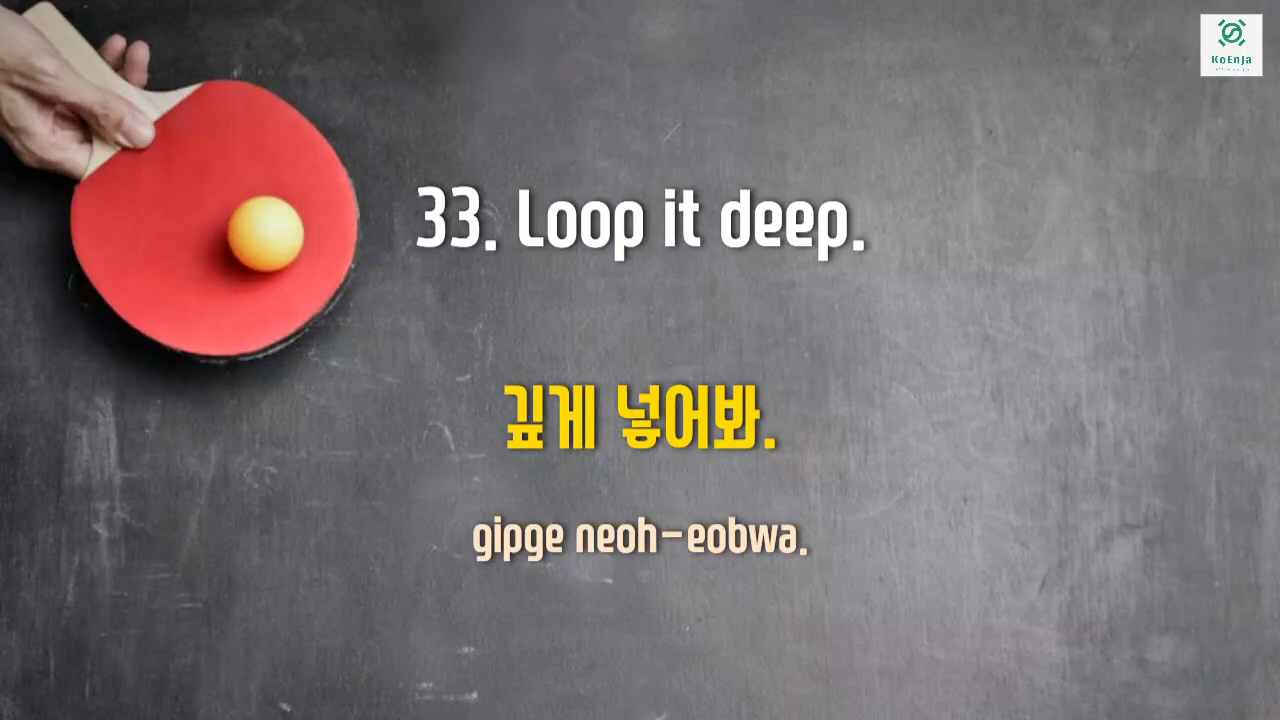 KoEnJa
33. Loop it deep.
깊게 넣어봐.
gipge neoh-eobwa.